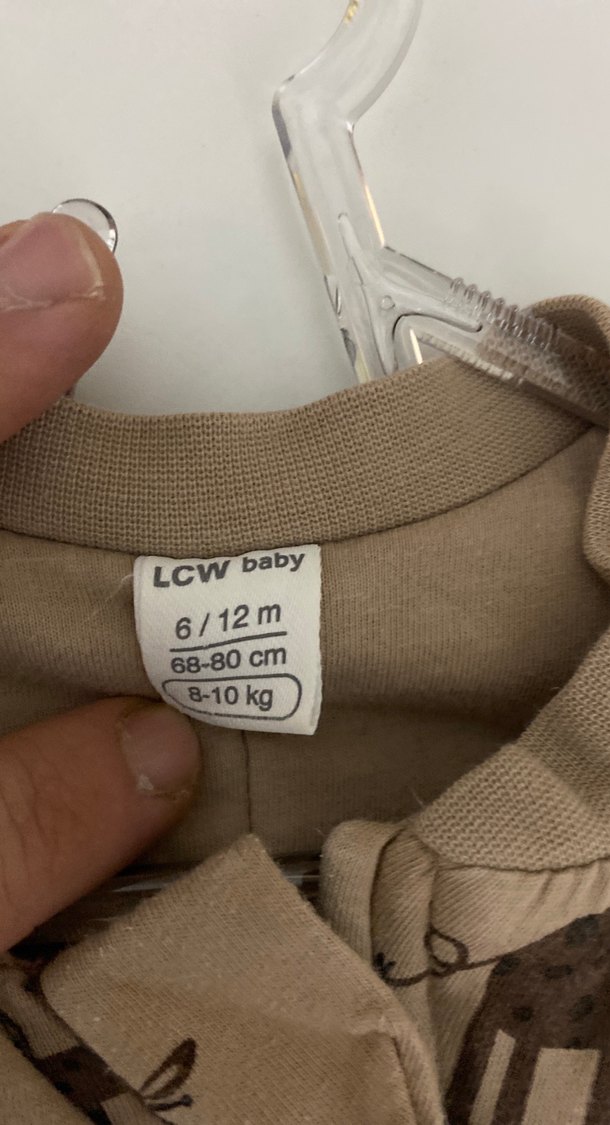 LCW baby
6 / 12 m
68-80 cm
8-10 kg